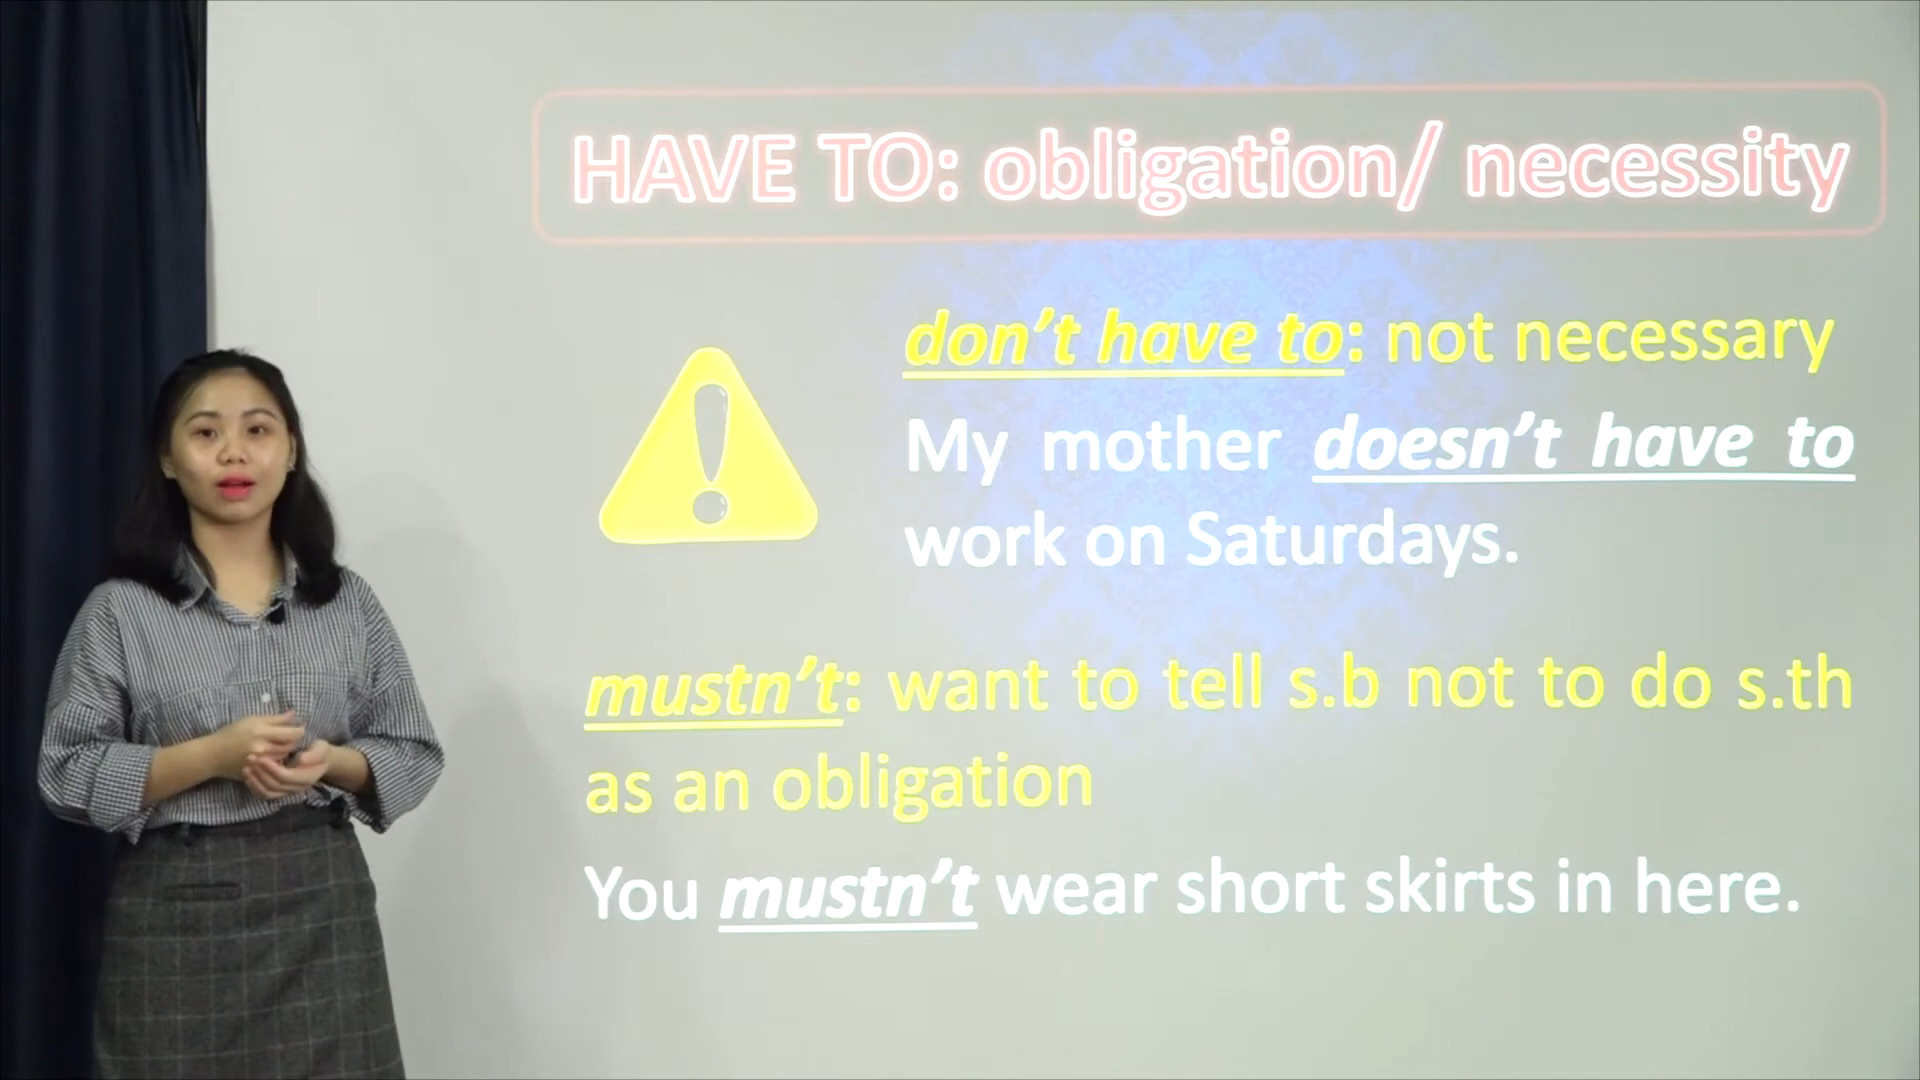 HAVE TO: obligation/ necessity
don't have to: not necessary
My mother doesn't have to
work on Saturdays.
mustn't: want to tell s.b not to do s.th
as an obligation
You mustn't wear short skirts in here.